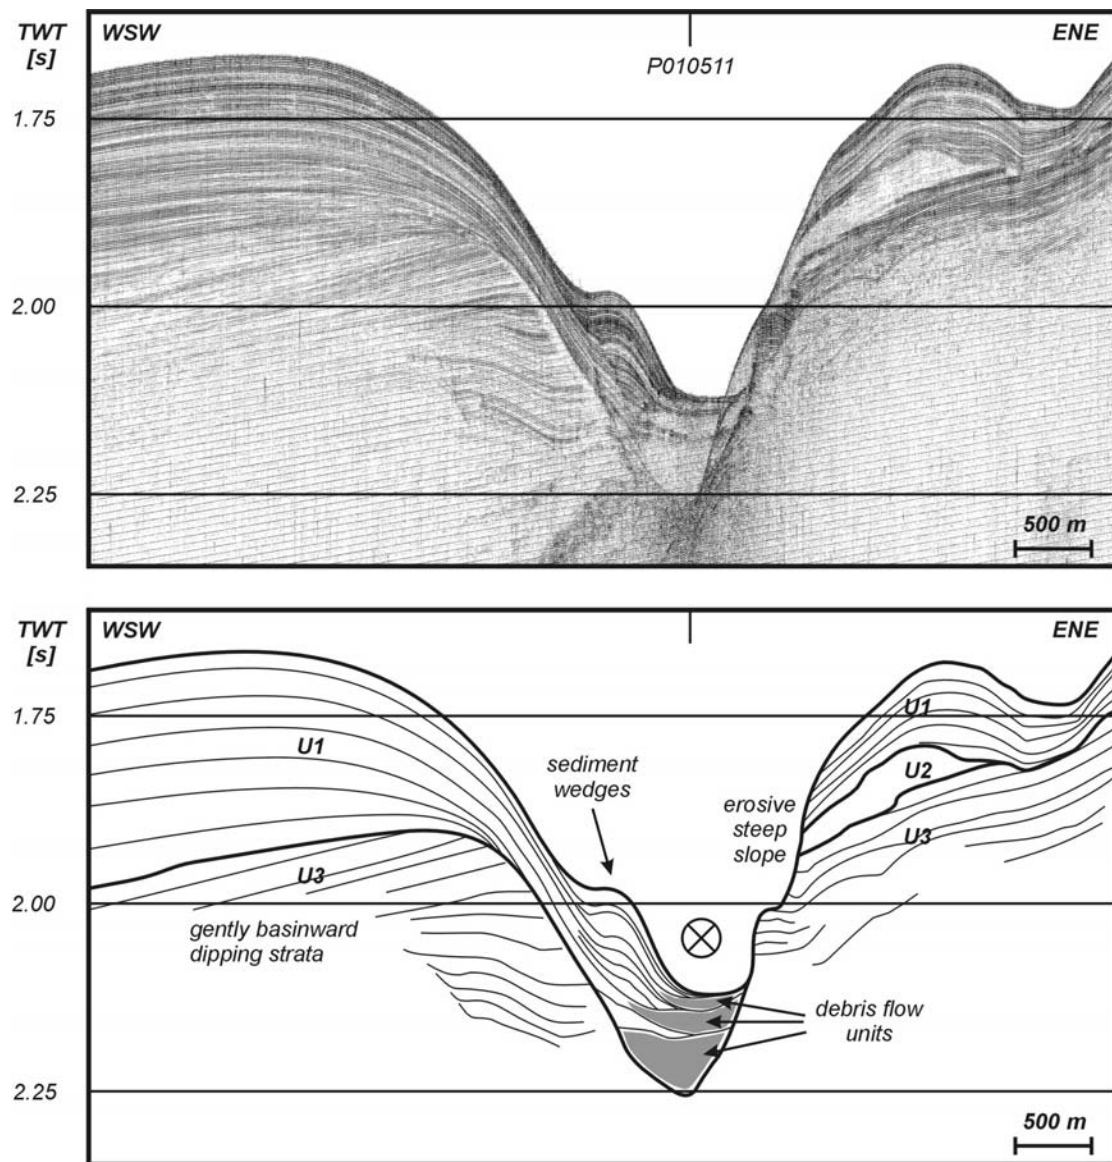 TWT
[s]
WSW
ENE
P010511
1.75
2.00
2.25
500 m
TWT
[s]
WSW
ENE
1.75
U1
U1
sediment
wedges
U2
erosive
steep
slope
U3
U3
2.00
gently basinward
dipping strata
debris flow
units
2.25
500 m